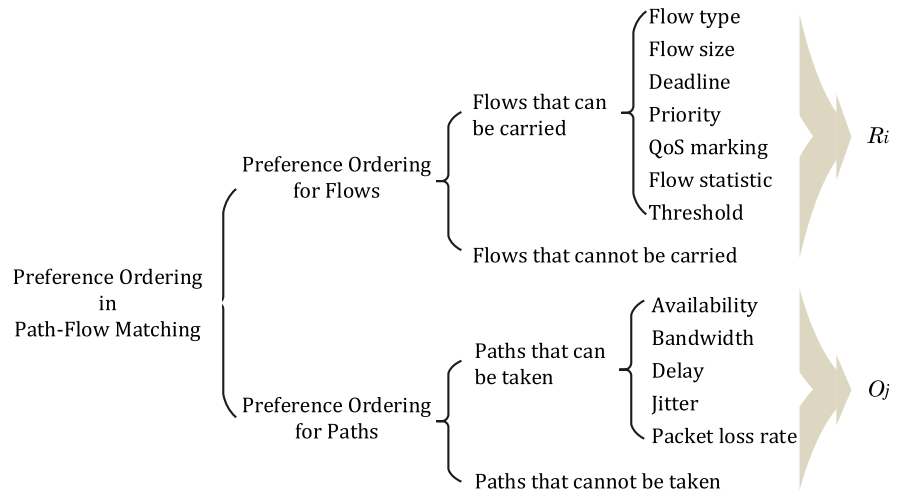 Preference Ordering
in
Path-Flow Matching
Preference Ordering
for Flows
Flows that can
be carried
Flow type
Flow size
Deadline
Priority
QoS marking
Flow statistic
Threshold
Flows that cannot be carried
Ri
Preference Ordering
for Paths
Paths that can
be taken
Availability
Bandwidth
Delay
Jitter
Packet loss rate
Paths that cannot be taken
Oj